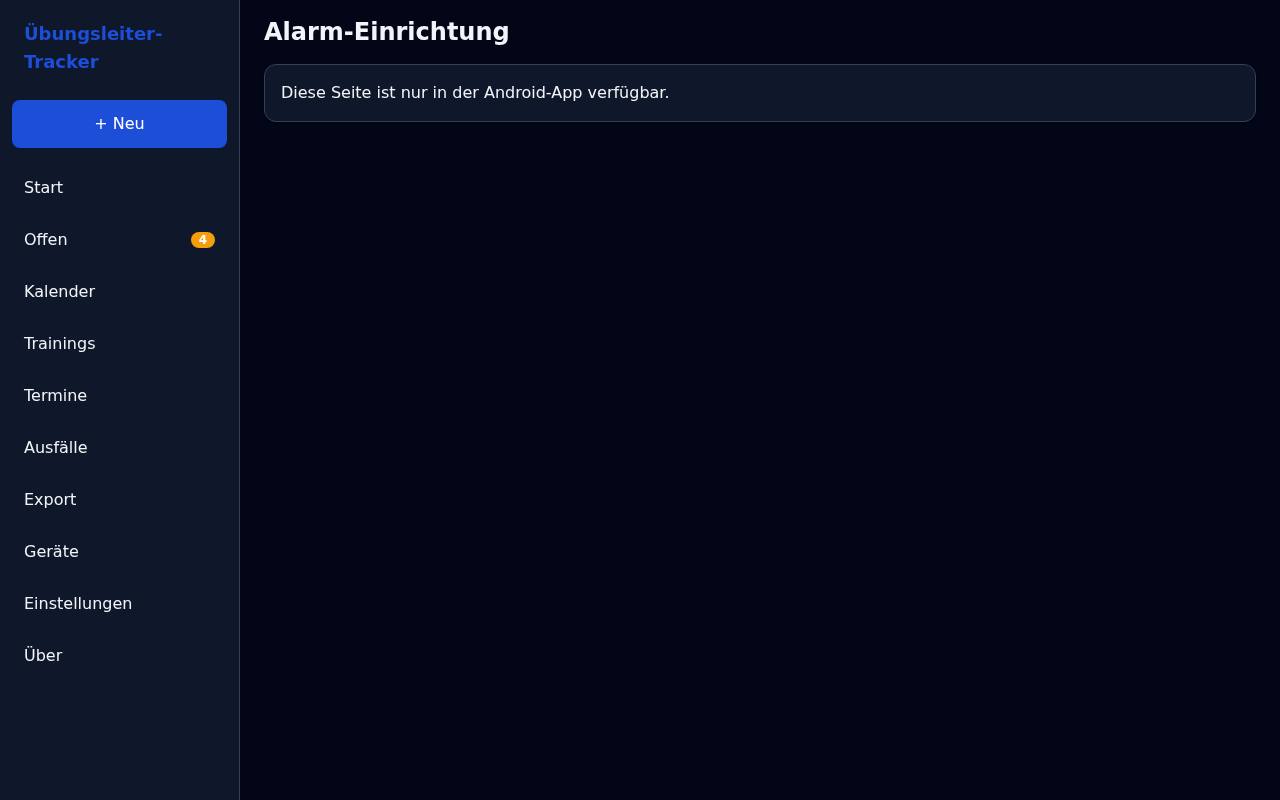 Übungsleiter-
Tracker
+ Neu
Start
Offen 4
Kalender
Trainings
Termine
Ausfälle
Export
Geräte
Einstellungen
Über
Alarm-Einrichtung
Diese Seite ist nur in der Android-App verfügbar.